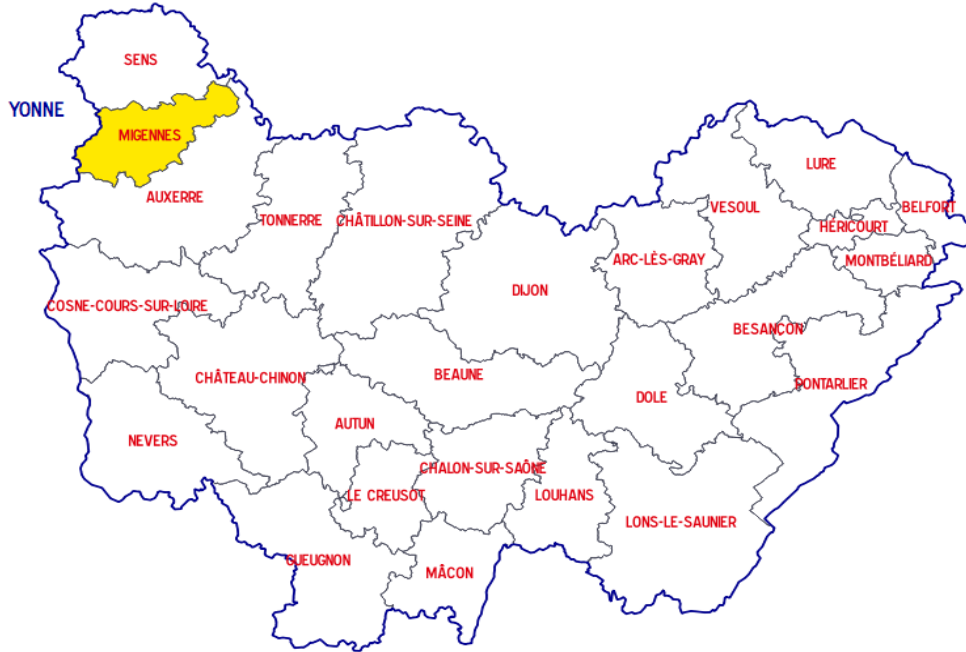 SENS
YONNE
MIGENNES
AUXERRE
TONNERRE
CHÂTILLON-SUR-SEINE
LURE
VESOUL
BELFORT
HÉRICOURT
ARC-LÈS-GRAY
MONTBÉLIARD
DIJON
COSNE-COURS-SUR-LOIRE
BESANÇON
BEAUNE
CHÂTEAU-CHINON
PONTARLIER
DOLE
AUTUN
NEVERS
CHALON-SUR-SAÔNE
LE CREUSOT
LOUHANS
LONS-LE-SAUNIER
GUEUGNON
MÂCON